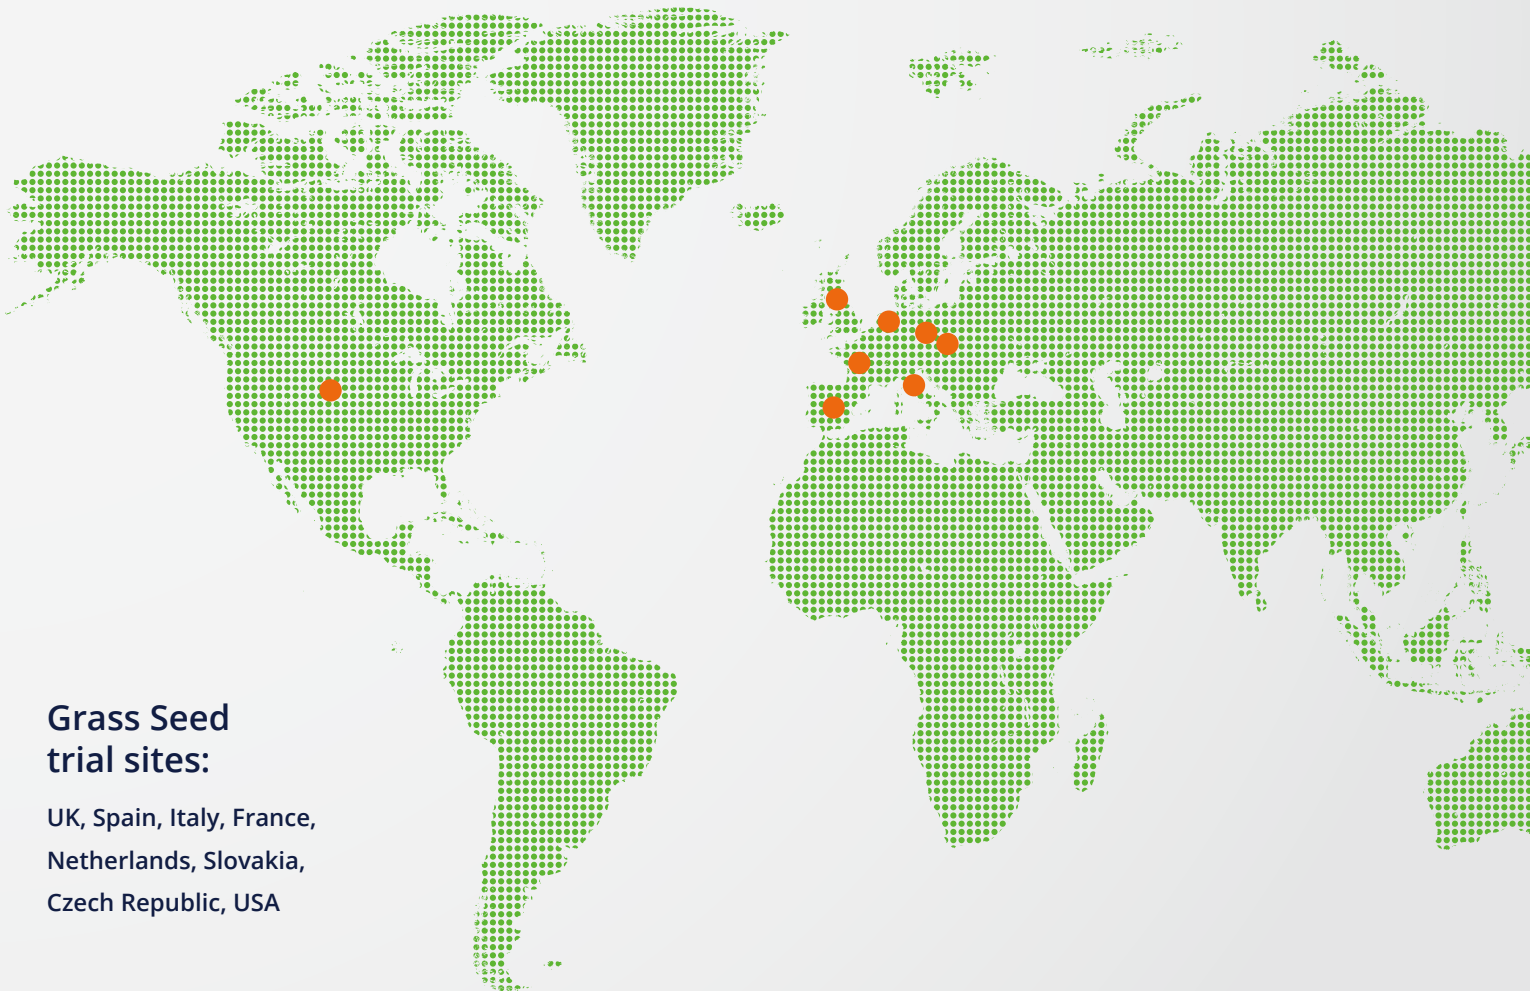 Grass Seed
trial sites:
UK, Spain, Italy, France,
Netherlands, Slovakia,
Czech Republic, USA